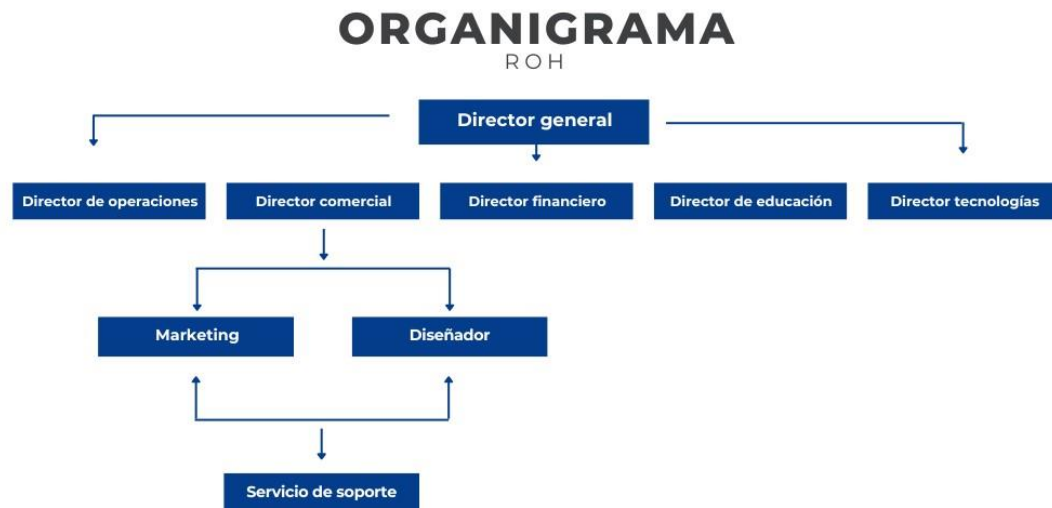 ORGANIGRAMA
ROH
Director general
Director de operaciones
Director comercial
Director financiero
Director de educación
Director tecnologías
Marketing
Diseñador
Servicio de soporte